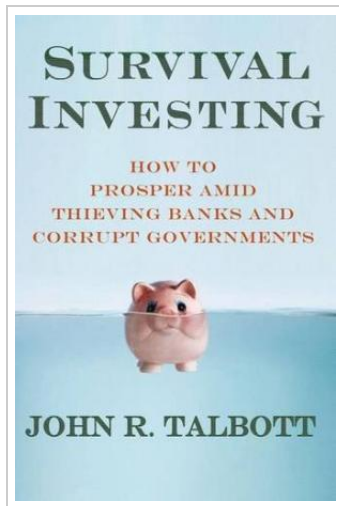 SURVIVAL
INVESTING
HOW TO
PROSPER AMID
THIEVING BANKS AND
CORRUPT GOVERNMENTS
JOHN R. TALBOTT